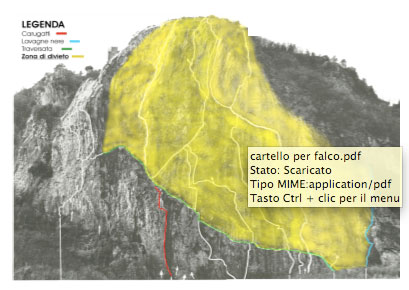 LEGENDA
Carugatti
Lavagne nere
Traversata
Zona di divieto
cartello per falco.pdf
Stato: Scaricato
Tipo MIME:application/pdf
Tasto Ctrl + clic per il menu